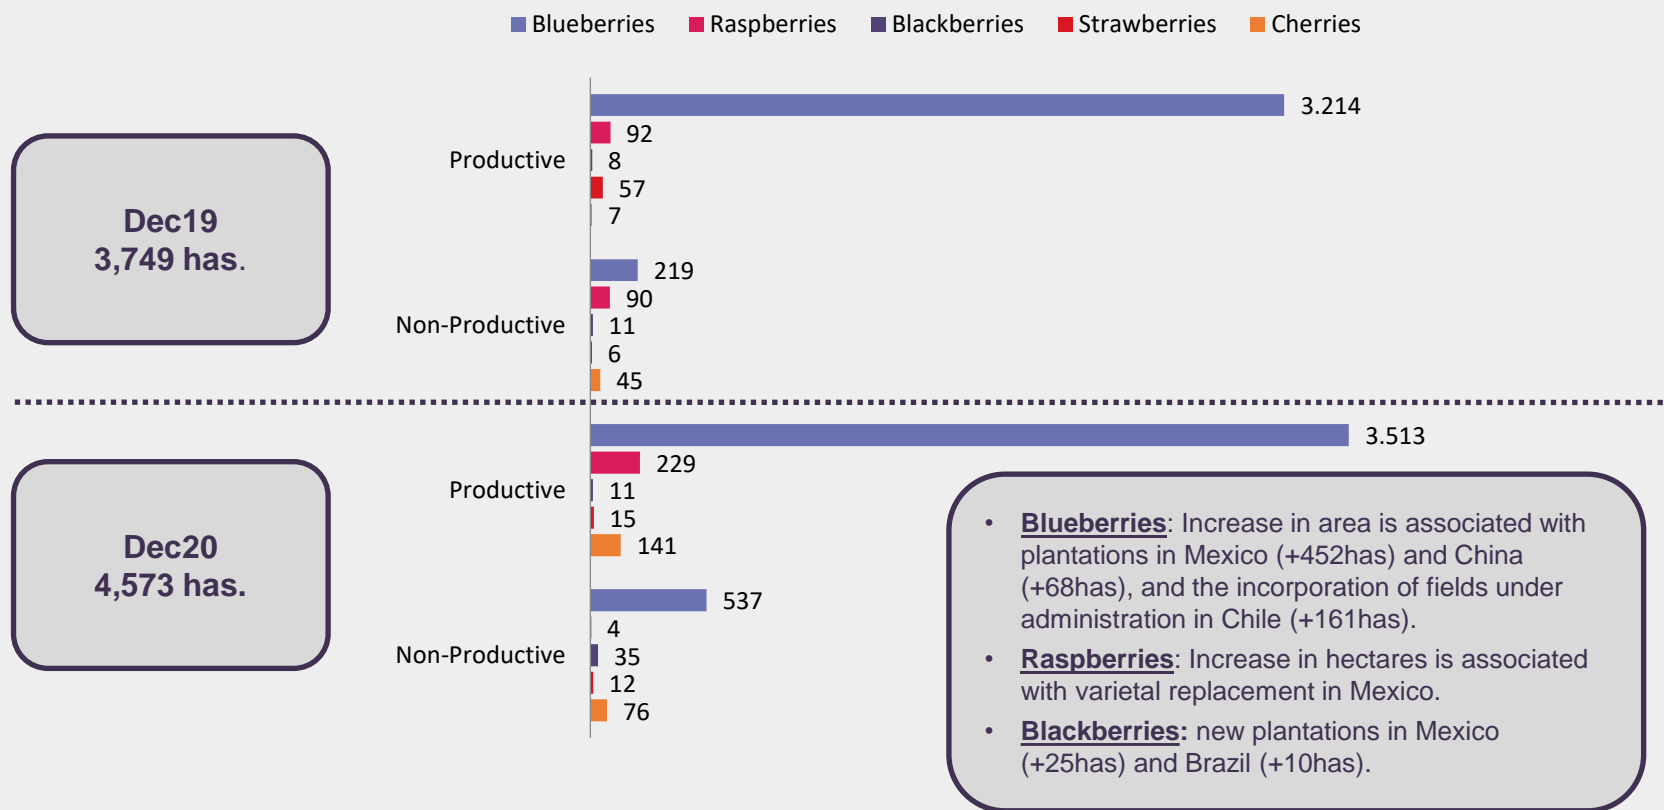 Blueberries Raspberries Blackberries Strawberries Cherries
Dec19
3,749 has.
Productive
3.214
92
8
57
7
Non-Productive
219
90
11
6
45
Dec20
4,573 has.
Productive
3.513
229
11
15
141
Non-Productive
537
4
35
12
76
• Blueberries: Increase in area is associated with
plantations in Mexico (+452has) and China
(+68has), and the incorporation of fields under
administration in Chile (+161has).
• Raspberries: Increase in hectares is associated
with varietal replacement in Mexico.
• Blackberries: new plantations in Mexico
(+25has) and Brazil (+10has).